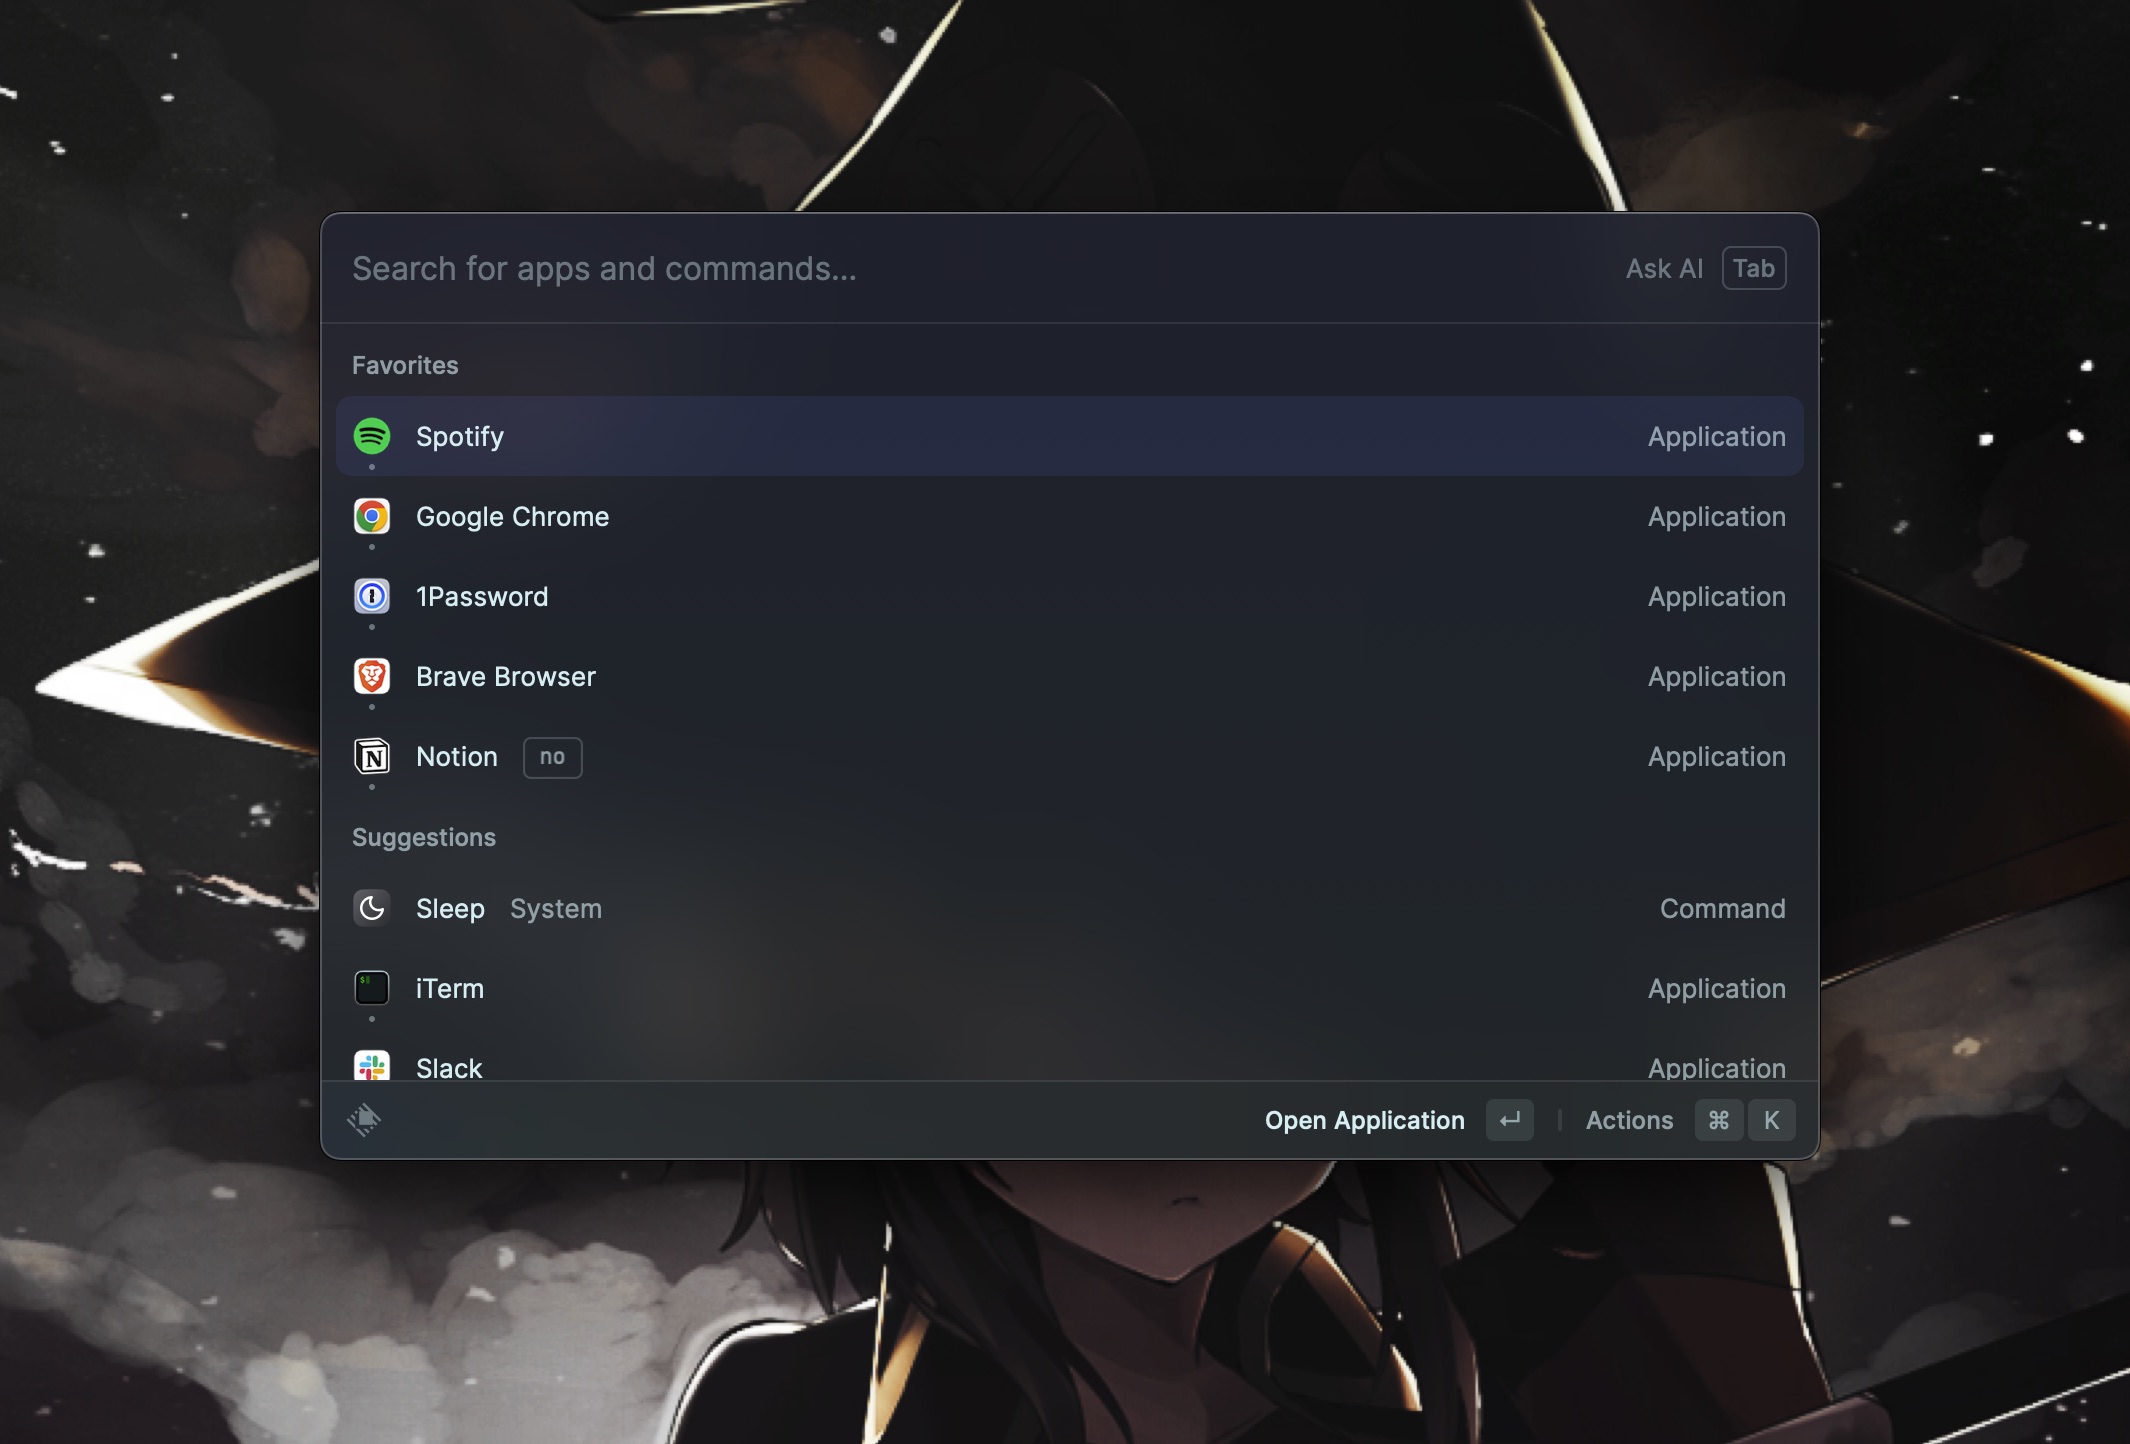 Search for apps and commands... Ask AI Tab
Favorites
Spotify Application
Google Chrome Application
1Password Application
Brave Browser Application
Notion no Application
Suggestions
Sleep System Command
iTerm Application
Slack Application
Open Application ↵ Actions ⌘ K